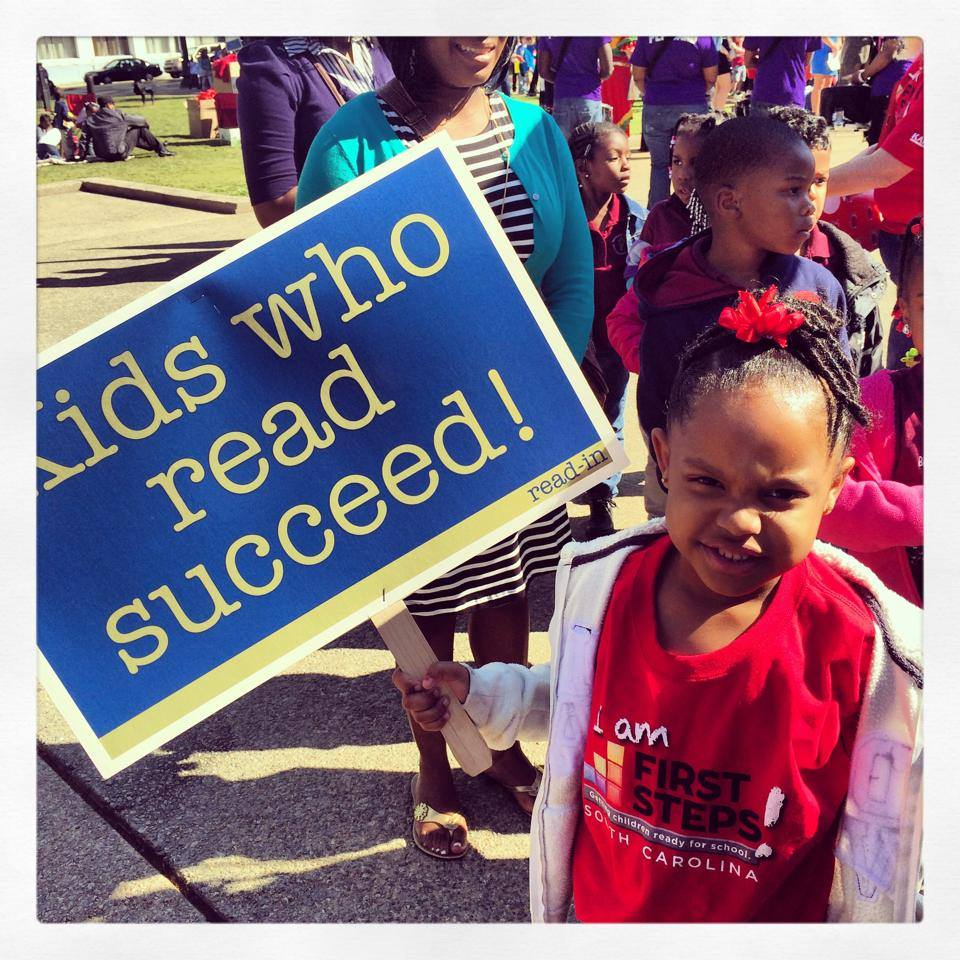 Kids who
read
succeed!
read-in
I am
FIRST
STEPS!
Getting children ready for school.
SOUTH CAROLINA